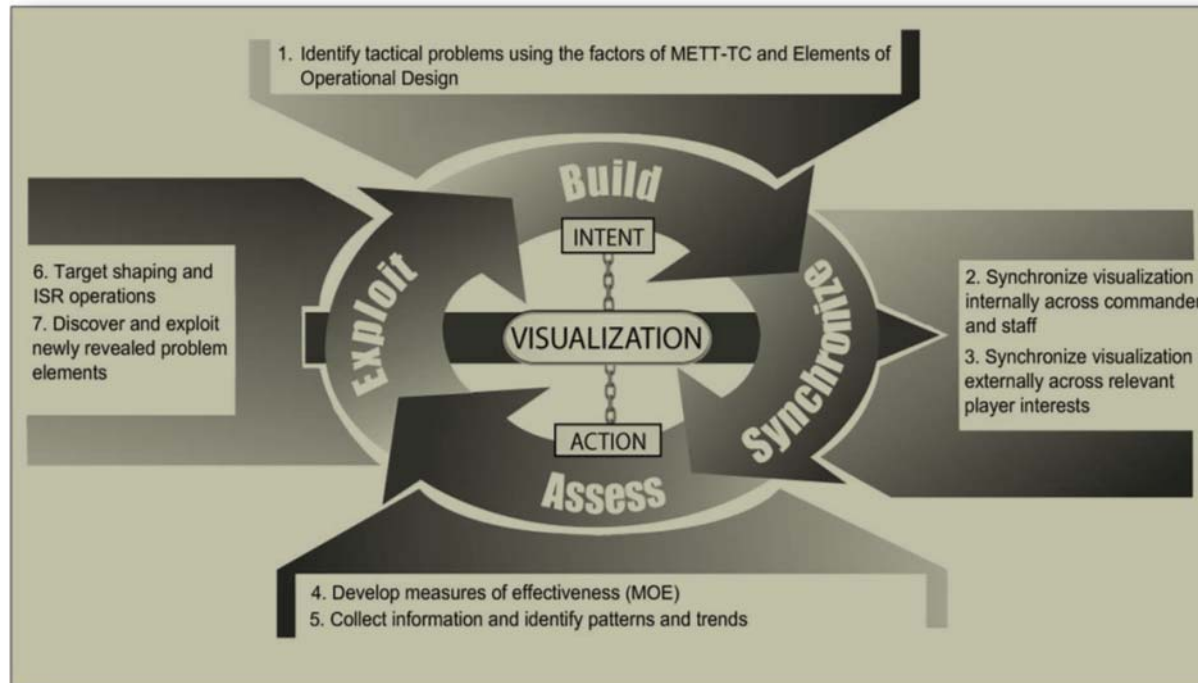 1. Identify tactical problems using the factors of METT-TC and Elements of
Operational Design
Build
INTENT
6. Target shaping and
ISR operations
7. Discover and exploit
newly revealed problem
elements
Exploit
VISUALIZATION
Synchronize
2. Synchronize visualization
internally across commander
and staff
3. Synchronize visualization
externally across relevant
player interests
ACTION
Assess
4. Develop measures of effectiveness (MOE)
5. Collect information and identify patterns and trends